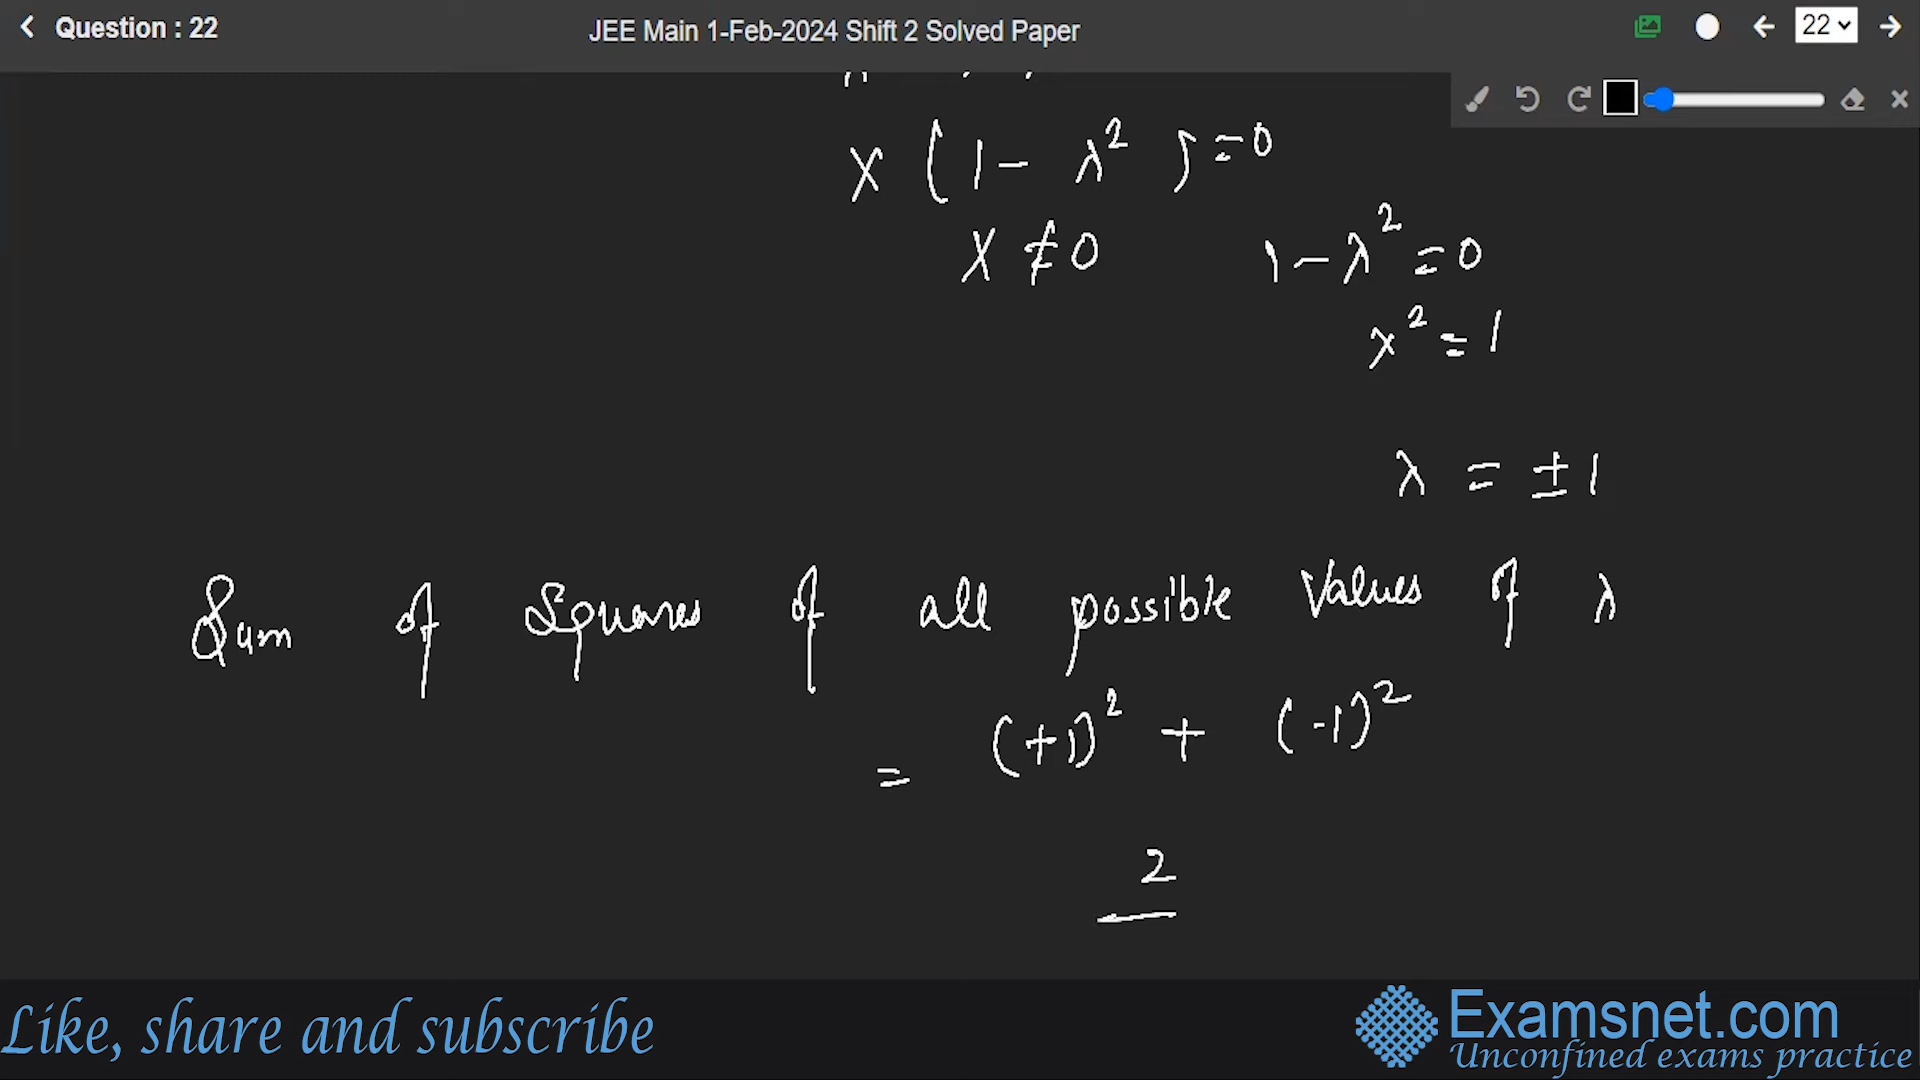 Question : 22
JEE Main 1-Feb-2024 Shift 2 Solved Paper
22
x (1 - λ² ) = 0
x ≠ 0 1 - λ² = 0
x² = 1
λ = ± 1
Sum of Squares of all possible Values of λ
= (+1)² + (-1)²
2
Like, share and subscribe
Examsnet.com
Unconfined exams practice